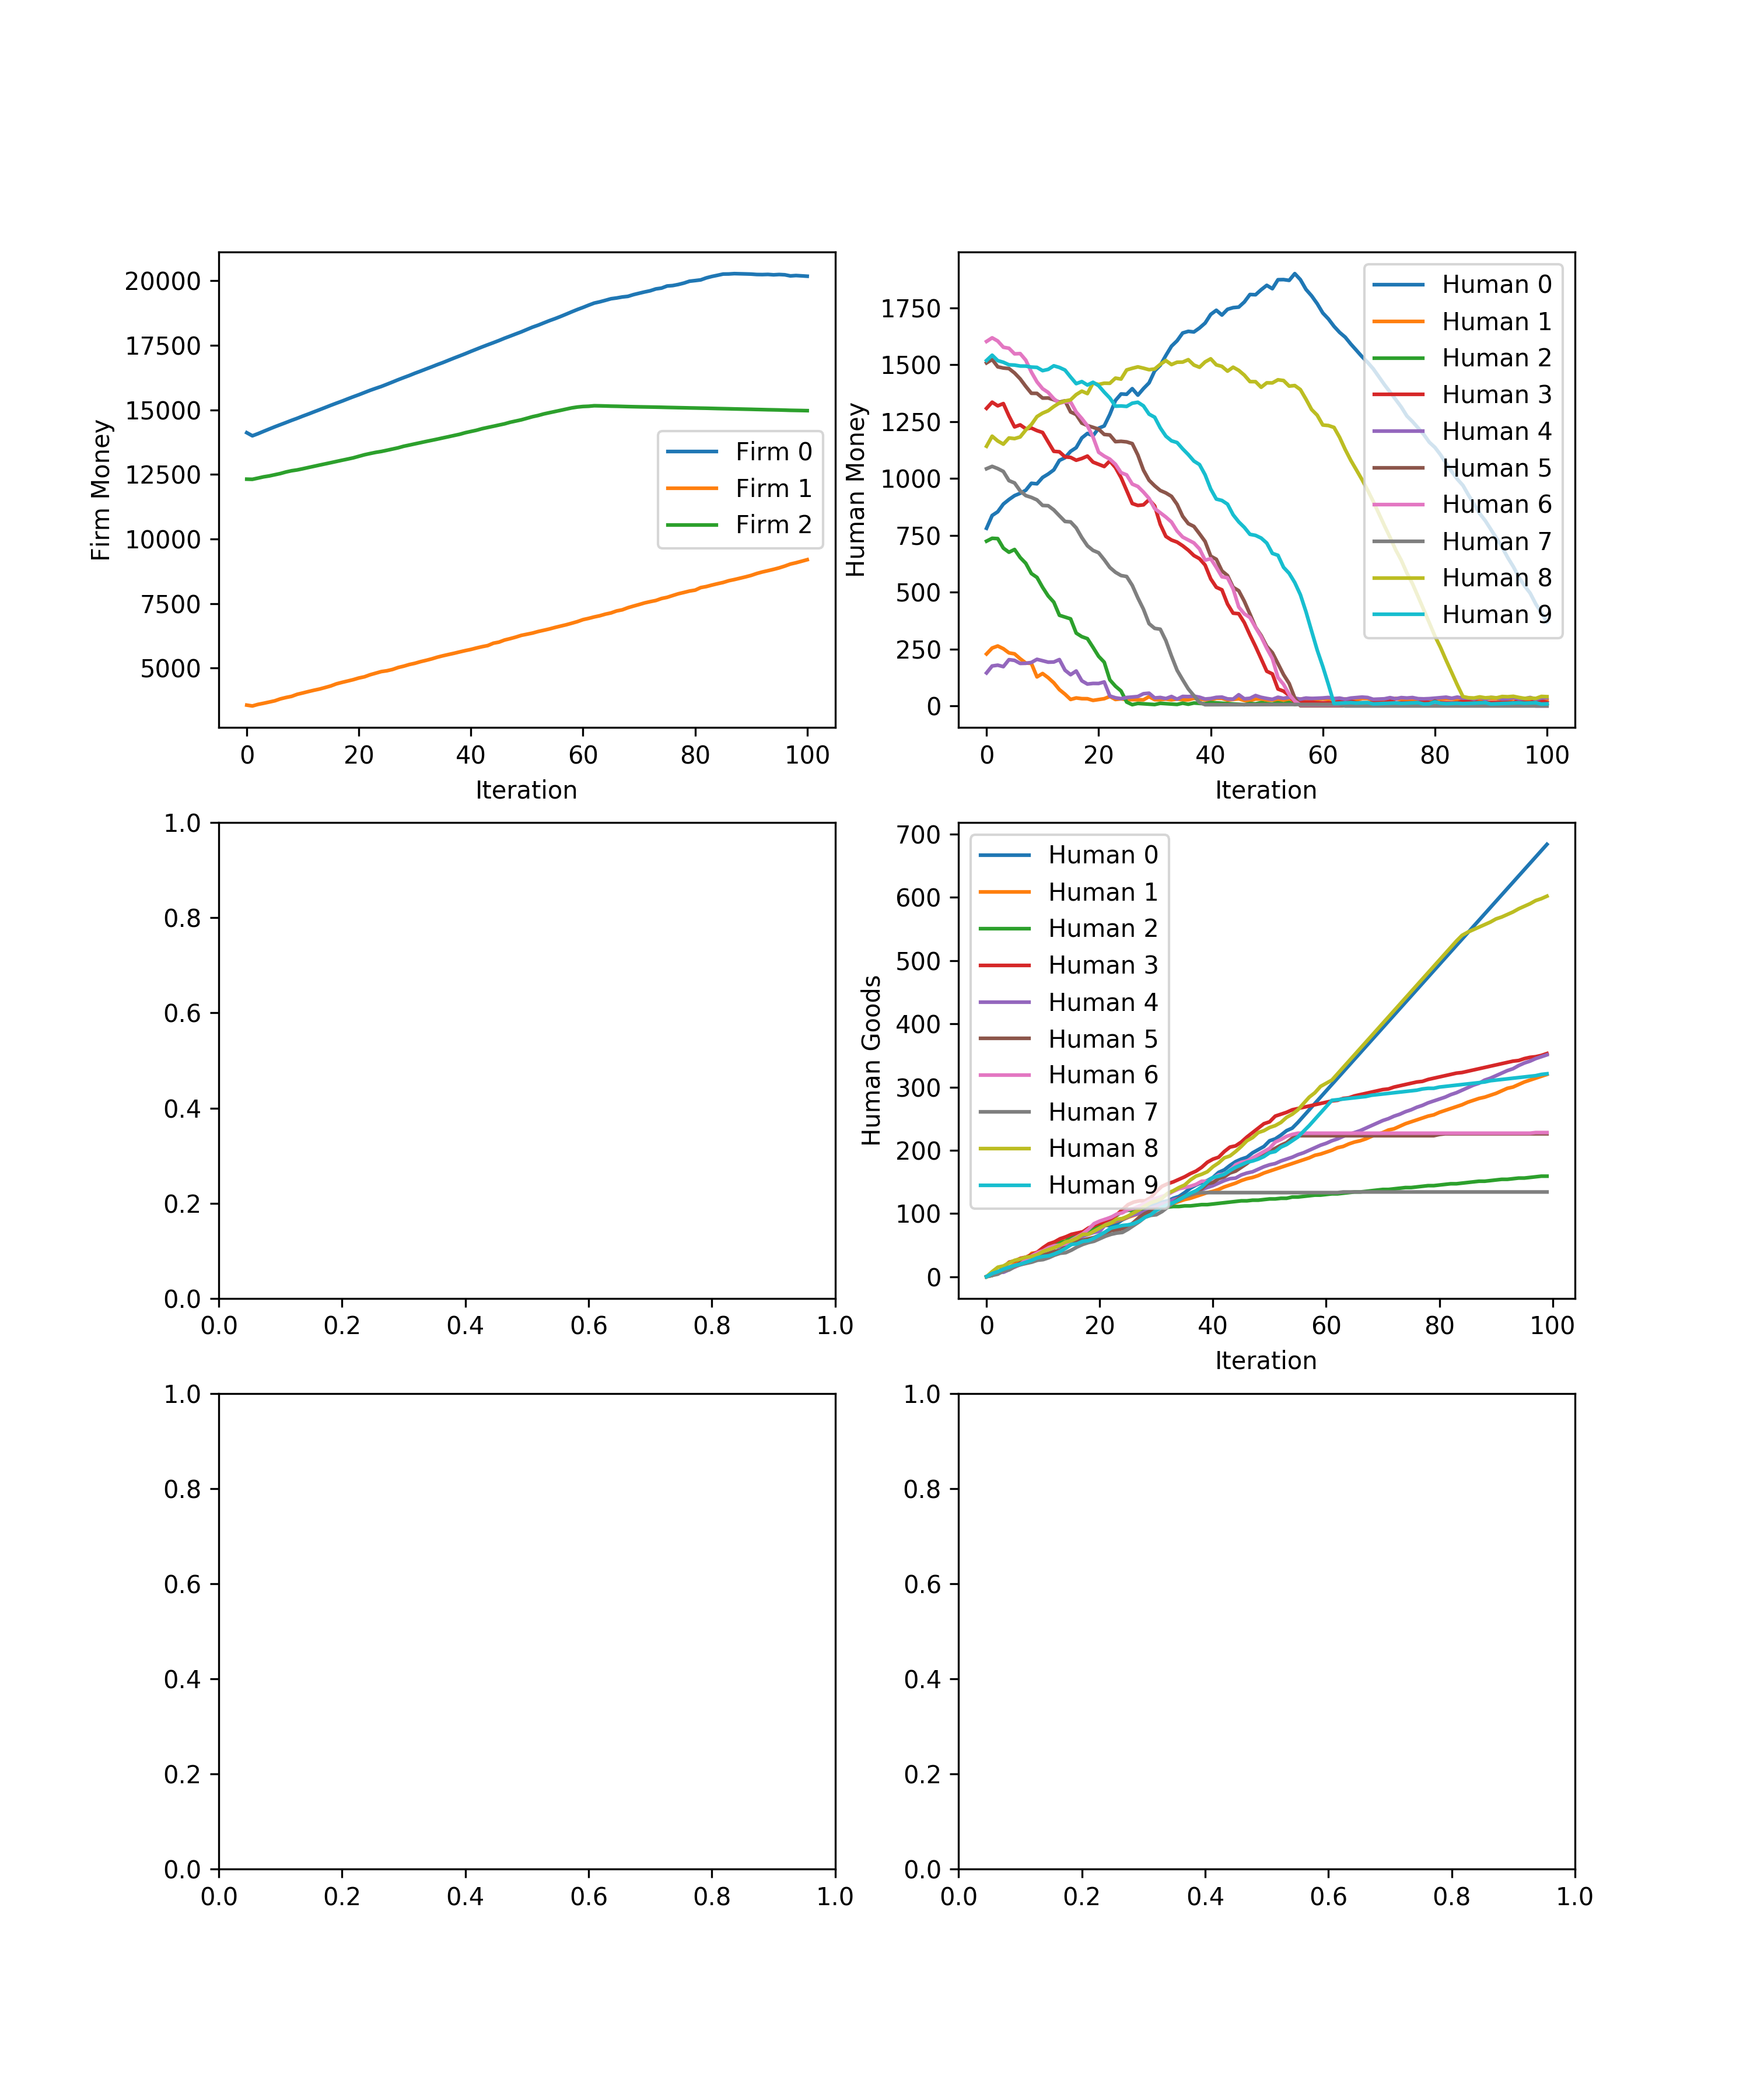 20000
17500
15000
12500
10000
7500
5000
Firm Money
Firm 0
Firm 1
Firm 2
0 20 40 60 80 100
Iteration
1750
1500
1250
1000
750
500
250
0
Human Money
Human 0
Human 1
Human 2
Human 3
Human 4
Human 5
Human 6
Human 7
Human 8
Human 9
0 20 40 60 80 100
Iteration
1.0
0.8
0.6
0.4
0.2
0.0
0.0 0.2 0.4 0.6 0.8 1.0
700
600
500
400
300
200
100
0
Human Goods
Human 0
Human 1
Human 2
Human 3
Human 4
Human 5
Human 6
Human 7
Human 8
Human 9
0 20 40 60 80 100
Iteration
1.0
0.8
0.6
0.4
0.2
0.0
0.0 0.2 0.4 0.6 0.8 1.0
1.0
0.8
0.6
0.4
0.2
0.0
0.0 0.2 0.4 0.6 0.8 1.0